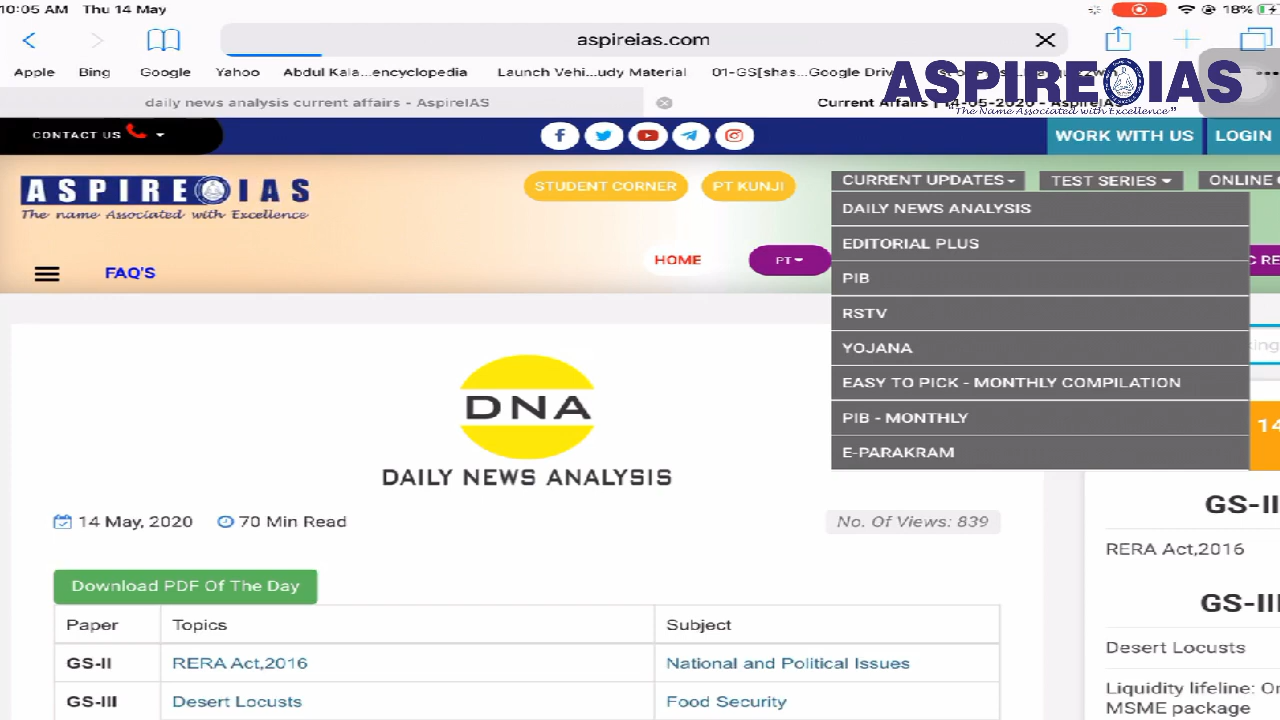 10:05 AM Thu 14 May
18%
aspireias.com
Apple Bing Google Yahoo Abdul Kala...encyclopedia Launch Vehi...udy Material 01-GS[shas...Google Driv
ASPIRE IAS
"The Name Associated with Excellence"
daily news analysis current affairs - AspireIAS
Current Affairs | 14-05-2020 - AspireIAS
CONTACT US
WORK WITH US LOGIN
ASPIRE IAS
The name Associated with Excellence
STUDENT CORNER PT KUNJI CURRENT UPDATES TEST SERIES ONLINE
DAILY NEWS ANALYSIS
EDITORIAL PLUS
HOME PT
FAQ'S
PIB
RSTV
YOJANA
EASY TO PICK - MONTHLY COMPILATION
PIB - MONTHLY
E-PARAKRAM
14
DNA
DAILY NEWS ANALYSIS
14 May, 2020 70 Min Read No. Of Views: 839
Download PDF Of The Day
Paper Topics Subject
GS-II RERA Act,2016 National and Political Issues
GS-III Desert Locusts Food Security
GS-II
RERA Act,2016
GS-III
Desert Locusts
Liquidity lifeline: On
MSME package